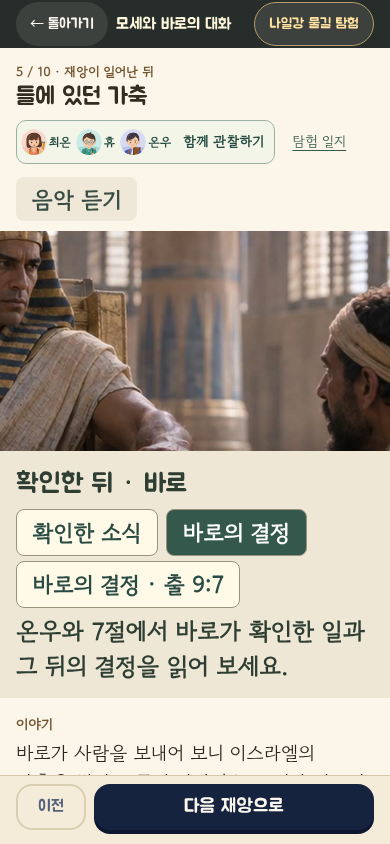 ← 돌아가기
모세와 바로의 대화
나일강 물길 탐험
5 / 10 · 재앙이 일어난 뒤
들에 있던 가축
최온
휴
온우
함께 관찰하기
탐험 일지
음악 듣기
확인한 뒤 · 바로
확인한 소식
바로의 결정
바로의 결정 · 출 9:7
온우와 7절에서 바로가 확인한 일과
그 뒤의 결정을 읽어 보세요.
이야기
바로가 사람을 보내어 보니 이스라엘의
이전
다음 재앙으로